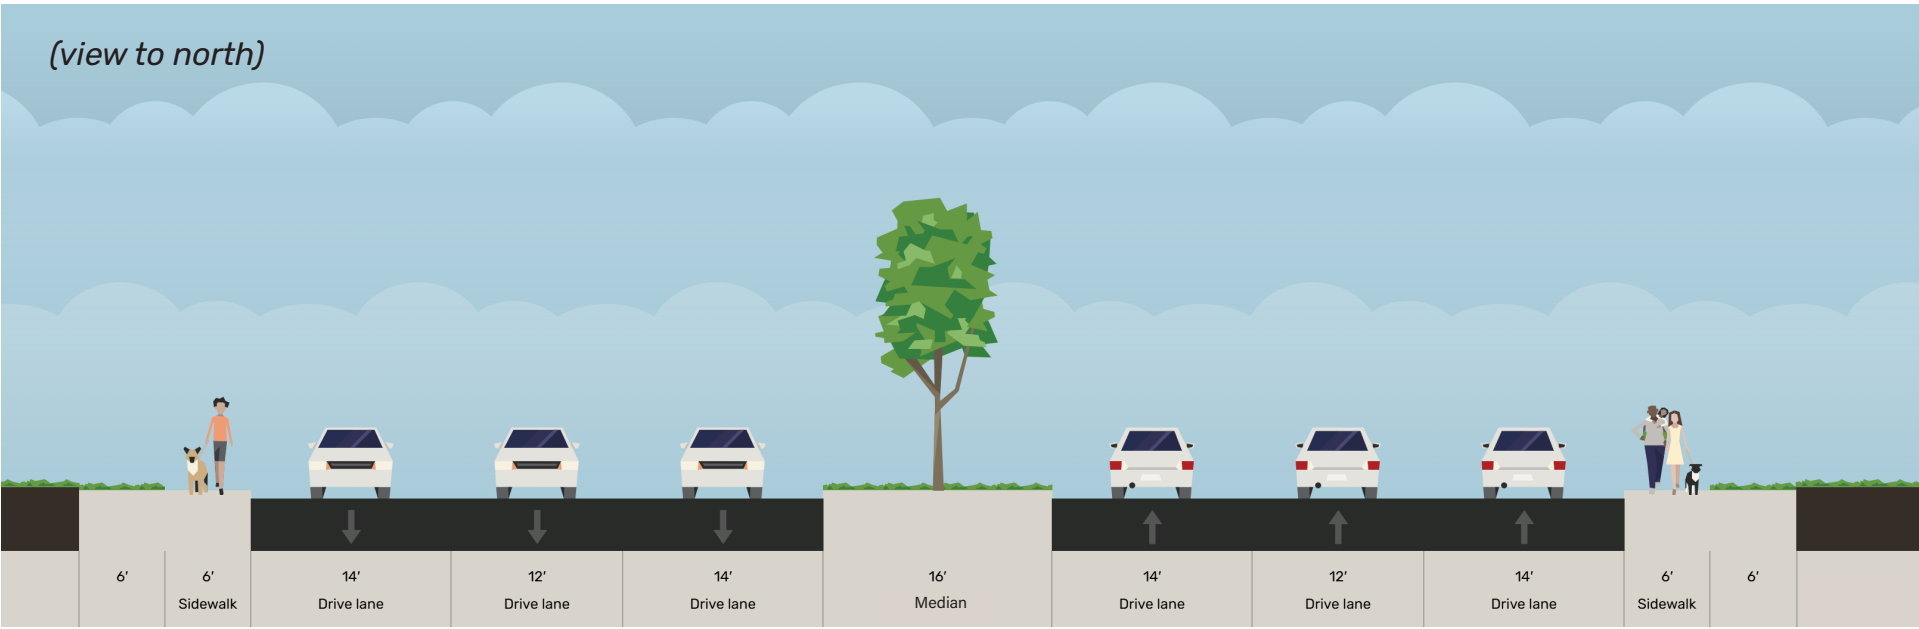 (view to north)
6’ 6’ 14’ 12’ 14’ 16’ 14’ 12’ 14’ 6’ 6’
Sidewalk Drive lane Drive lane Drive lane Median Drive lane Drive lane Drive lane Sidewalk